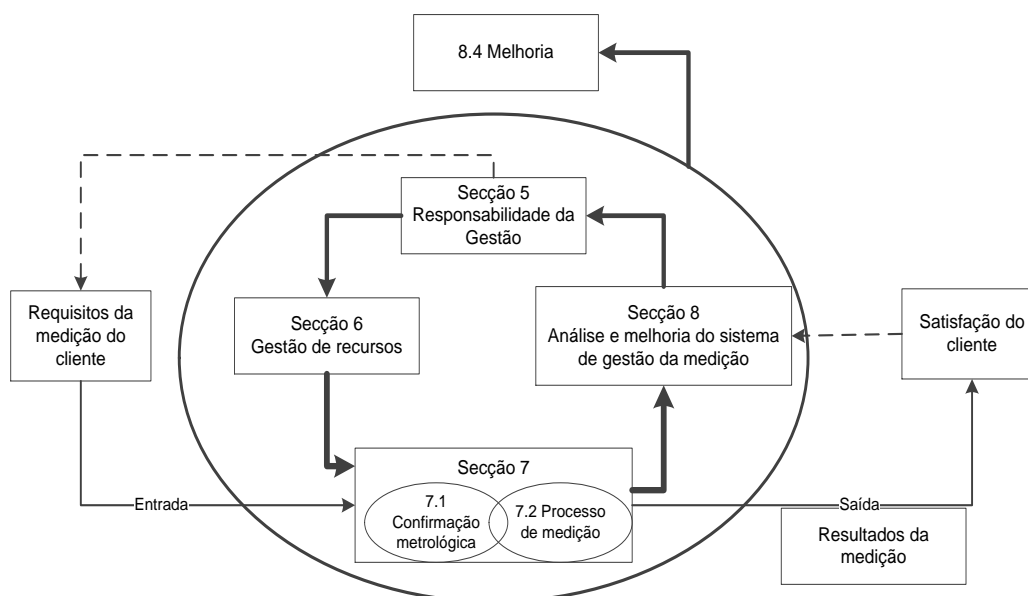 8.4 Melhoria
Secção 5
Responsabilidade da
Gestão
Requisitos da
medição do
cliente
Secção 6
Gestão de recursos
Secção 8
Análise e melhoria do sistema
de gestão da medição
Satisfação do
cliente
Secção 7
7.1
Confirmação
metrológica
7.2 Processo
de medição
Entrada
Saída
Resultados da
medição